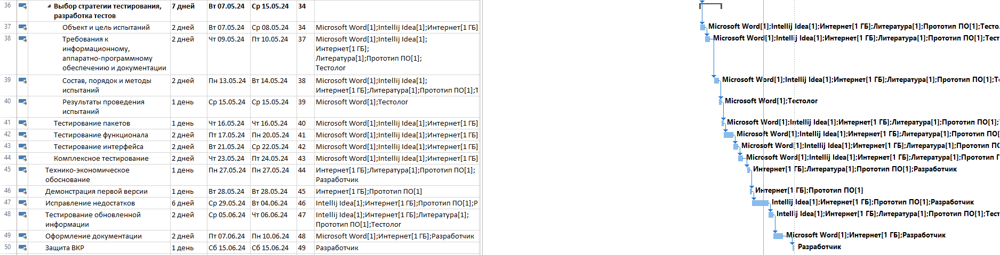 36 Выбор стратегии тестирования, 7 дней Вт 07.05.24 Ср 15.05.24 34
разработка тестов
37 Объект и цель испытаний 2 дней Вт 07.05.24 Ср 08.05.24 34 Microsoft Word[1];Intellij Idea[1];Интернет[1 ГБ] Microsoft Word[1];Intellij Idea[1];Интернет[1 ГБ];Литература[1];Прототип ПО[1];Тесто
38 Требования к 2 дней Чт 09.05.24 Пт 10.05.24 37 Microsoft Word[1];Intellij Idea[1]; Microsoft Word[1];Intellij Idea[1];Интернет[1 ГБ];Литература[1];Прототип ПО[1];Тес
информационному, Интернет[1 ГБ];
аппаратно-программному Литература[1];Прототип ПО[1];
обеспечению и документации Тестолог
39 Состав, порядок и методы 2 дней Пн 13.05.24 Вт 14.05.24 38 Microsoft Word[1];Intellij Idea[1]; Microsoft Word[1];Intellij Idea[1];Интернет[1 ГБ];Литература[1];Прототип ПО[1];Т
испытаний Интернет[1 ГБ];Литература[1];Прототип ПО[1];Т
40 Результаты проведения 1 день Ср 15.05.24 Ср 15.05.24 39 Microsoft Word[1];Тестолог Microsoft Word[1];Тестолог
испытаний
41 Тестирование пакетов 1 день Чт 16.05.24 Чт 16.05.24 40 Microsoft Word[1];Intellij Idea[1];Интернет[1 ГБ] Microsoft Word[1];Intellij Idea[1];Интернет[1 ГБ];Литература[1];Прототип ПО[1];
42 Тестирование функционала 2 дней Пт 17.05.24 Пн 20.05.24 41 Microsoft Word[1];Intellij Idea[1];Интернет[1 ГБ] Microsoft Word[1];Intellij Idea[1];Интернет[1 ГБ];Литература[1];Прототип ПО[
43 Тестирование интерфейса 2 дней Вт 21.05.24 Ср 22.05.24 42 Microsoft Word[1];Intellij Idea[1];Интернет[1 ГБ] Microsoft Word[1];Intellij Idea[1];Интернет[1 ГБ];Литература[1];Прототип ПО
44 Комплексное тестирование 2 дней Чт 23.05.24 Пт 24.05.24 43 Microsoft Word[1];Intellij Idea[1];Интернет[1 ГБ] Microsoft Word[1];Intellij Idea[1];Интернет[1 ГБ];Литература[1];Прототип П
45 Технико-экономическое 1 день Пн 27.05.24 Пн 27.05.24 44 Интернет[1 ГБ];Литература[1];Прототип ПО[1]; Интернет[1 ГБ];Литература[1];Прототип ПО[1];Разработчик
обоснование Разработчик
46 Демонстрация первой версии 1 день Вт 28.05.24 Вт 28.05.24 45 Интернет[1 ГБ];Прототип ПО[1] Интернет[1 ГБ];Прототип ПО[1]
47 Исправление недостатков 6 дней Ср 29.05.24 Вт 04.06.24 46 Intellij Idea[1];Интернет[1 ГБ];Прототип ПО[1];Р Intellij Idea[1];Интернет[1 ГБ];Прототип ПО[1];Разработчик
48 Тестирование обновленной 2 дней Ср 05.06.24 Чт 06.06.24 47 Intellij Idea[1];Интернет[1 ГБ];Литература[1]; Intellij Idea[1];Интернет[1 ГБ];Литература[1];Прототип ПО[1];Тест
информации Прототип ПО[1];Тестолог
49 Оформление документации 2 дней Пт 07.06.24 Пн 10.06.24 48 Microsoft Word[1];Интернет[1 ГБ];Разработчик Microsoft Word[1];Интернет[1 ГБ];Разработчик
50 Защита ВКР 1 день Сб 15.06.24 Сб 15.06.24 49 Разработчик Разработчик